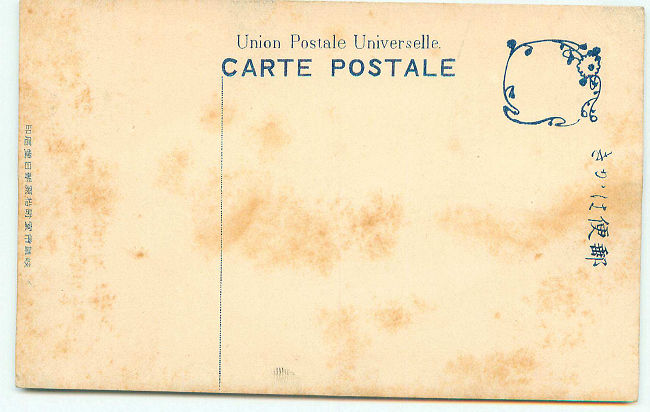 Union Postale Universelle.
CARTE POSTALE
きかは便郵